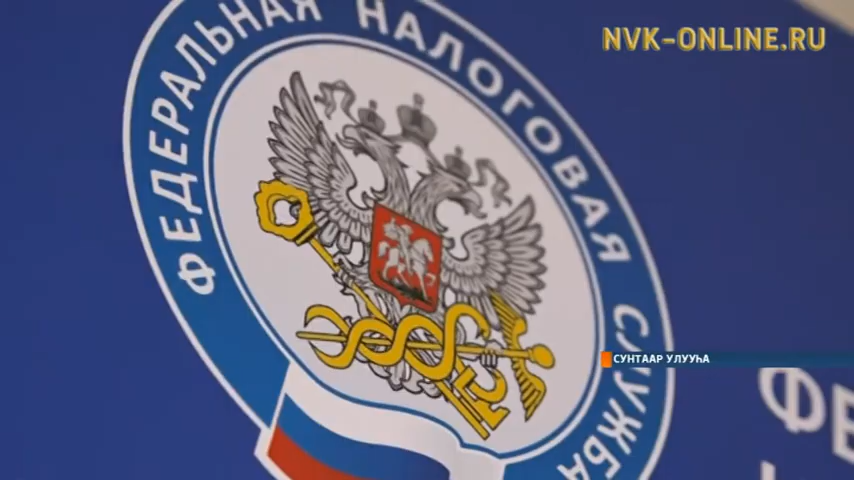 NVK-ONLINE.RU
ФЕДЕРАЛЬНАЯ НАЛОГОВАЯ СЛУЖБА
СУНТААР УЛУУҺА